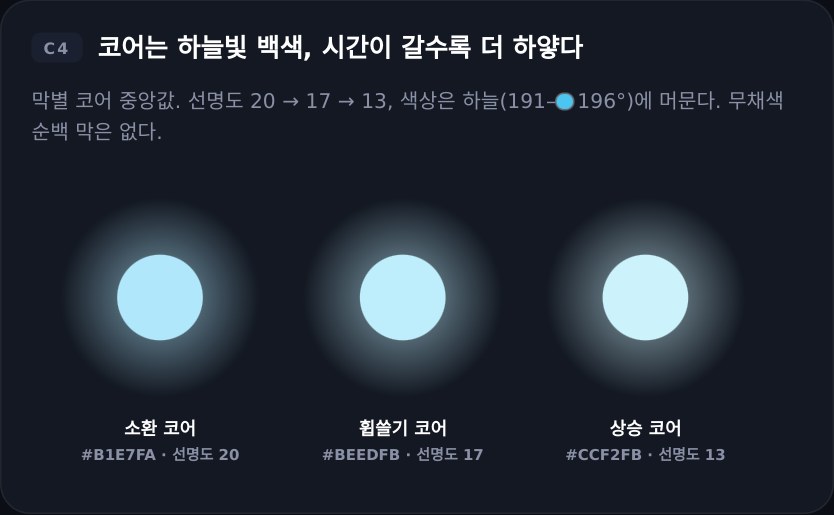 C4
코어는 하늘빛 백색, 시간이 갈수록 더 하얗다
막별 코어 중앙값. 선명도 20 → 17 → 13, 색상은 하늘(191–196°)에 머문다. 무채색
순백 막은 없다.
소환 코어
휩쓸기 코어
상승 코어
#B1E7FA · 선명도 20
#BEEDFB · 선명도 17
#CCF2FB · 선명도 13